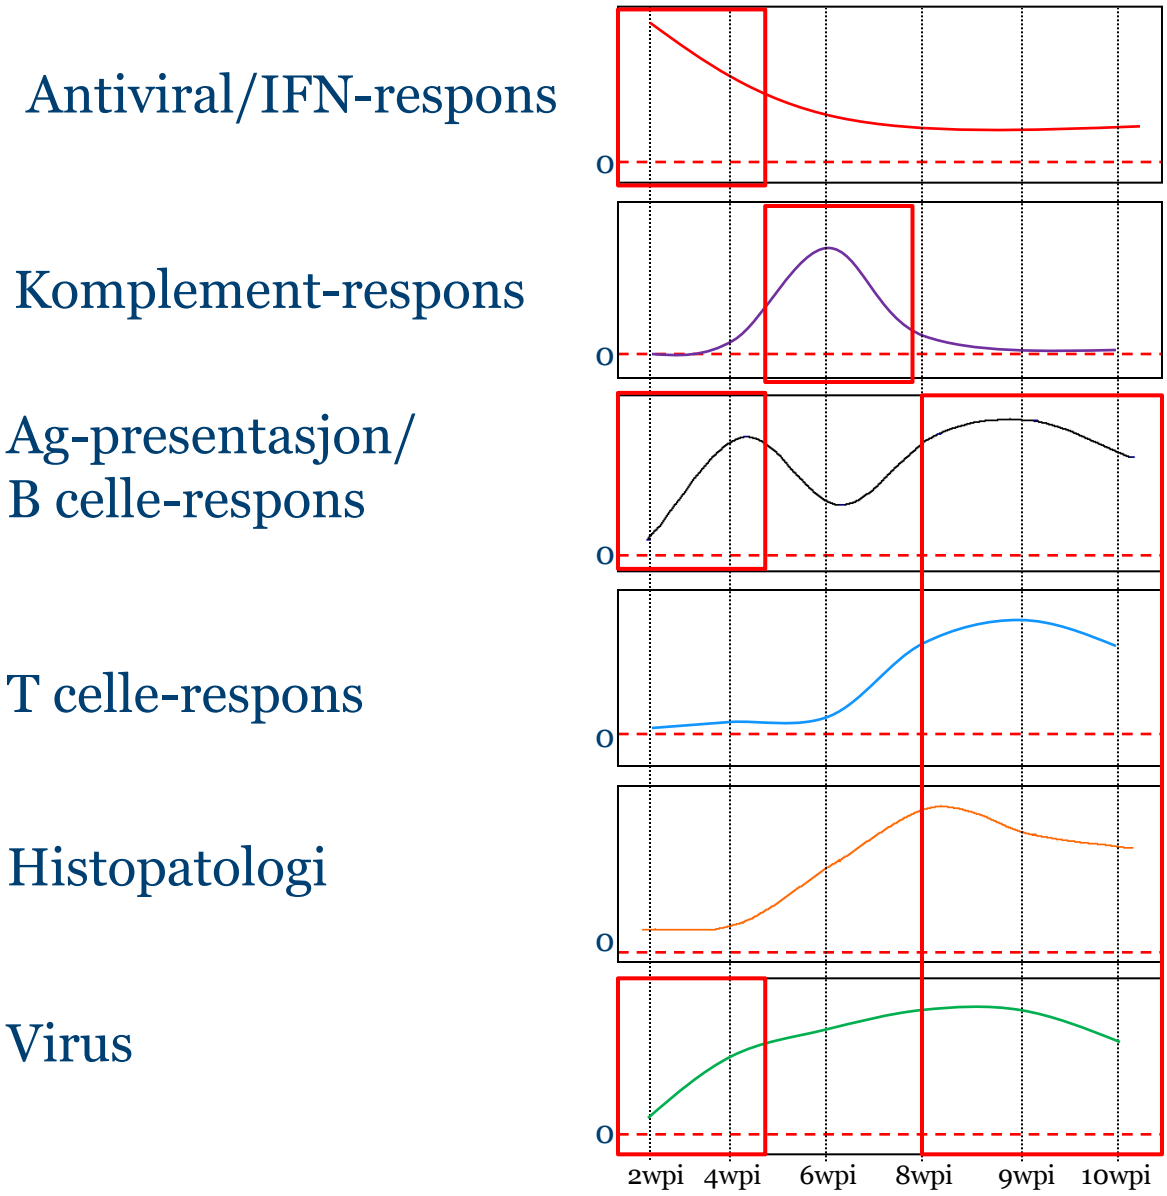 Antiviral/IFN-respons
0
Komplement-respons
0
Ag-presentasjon/
B celle-respons
0
T celle-respons
0
Histopatologi
0
Virus
0
2wpi 4wpi 6wpi 8wpi 9wpi 10wpi